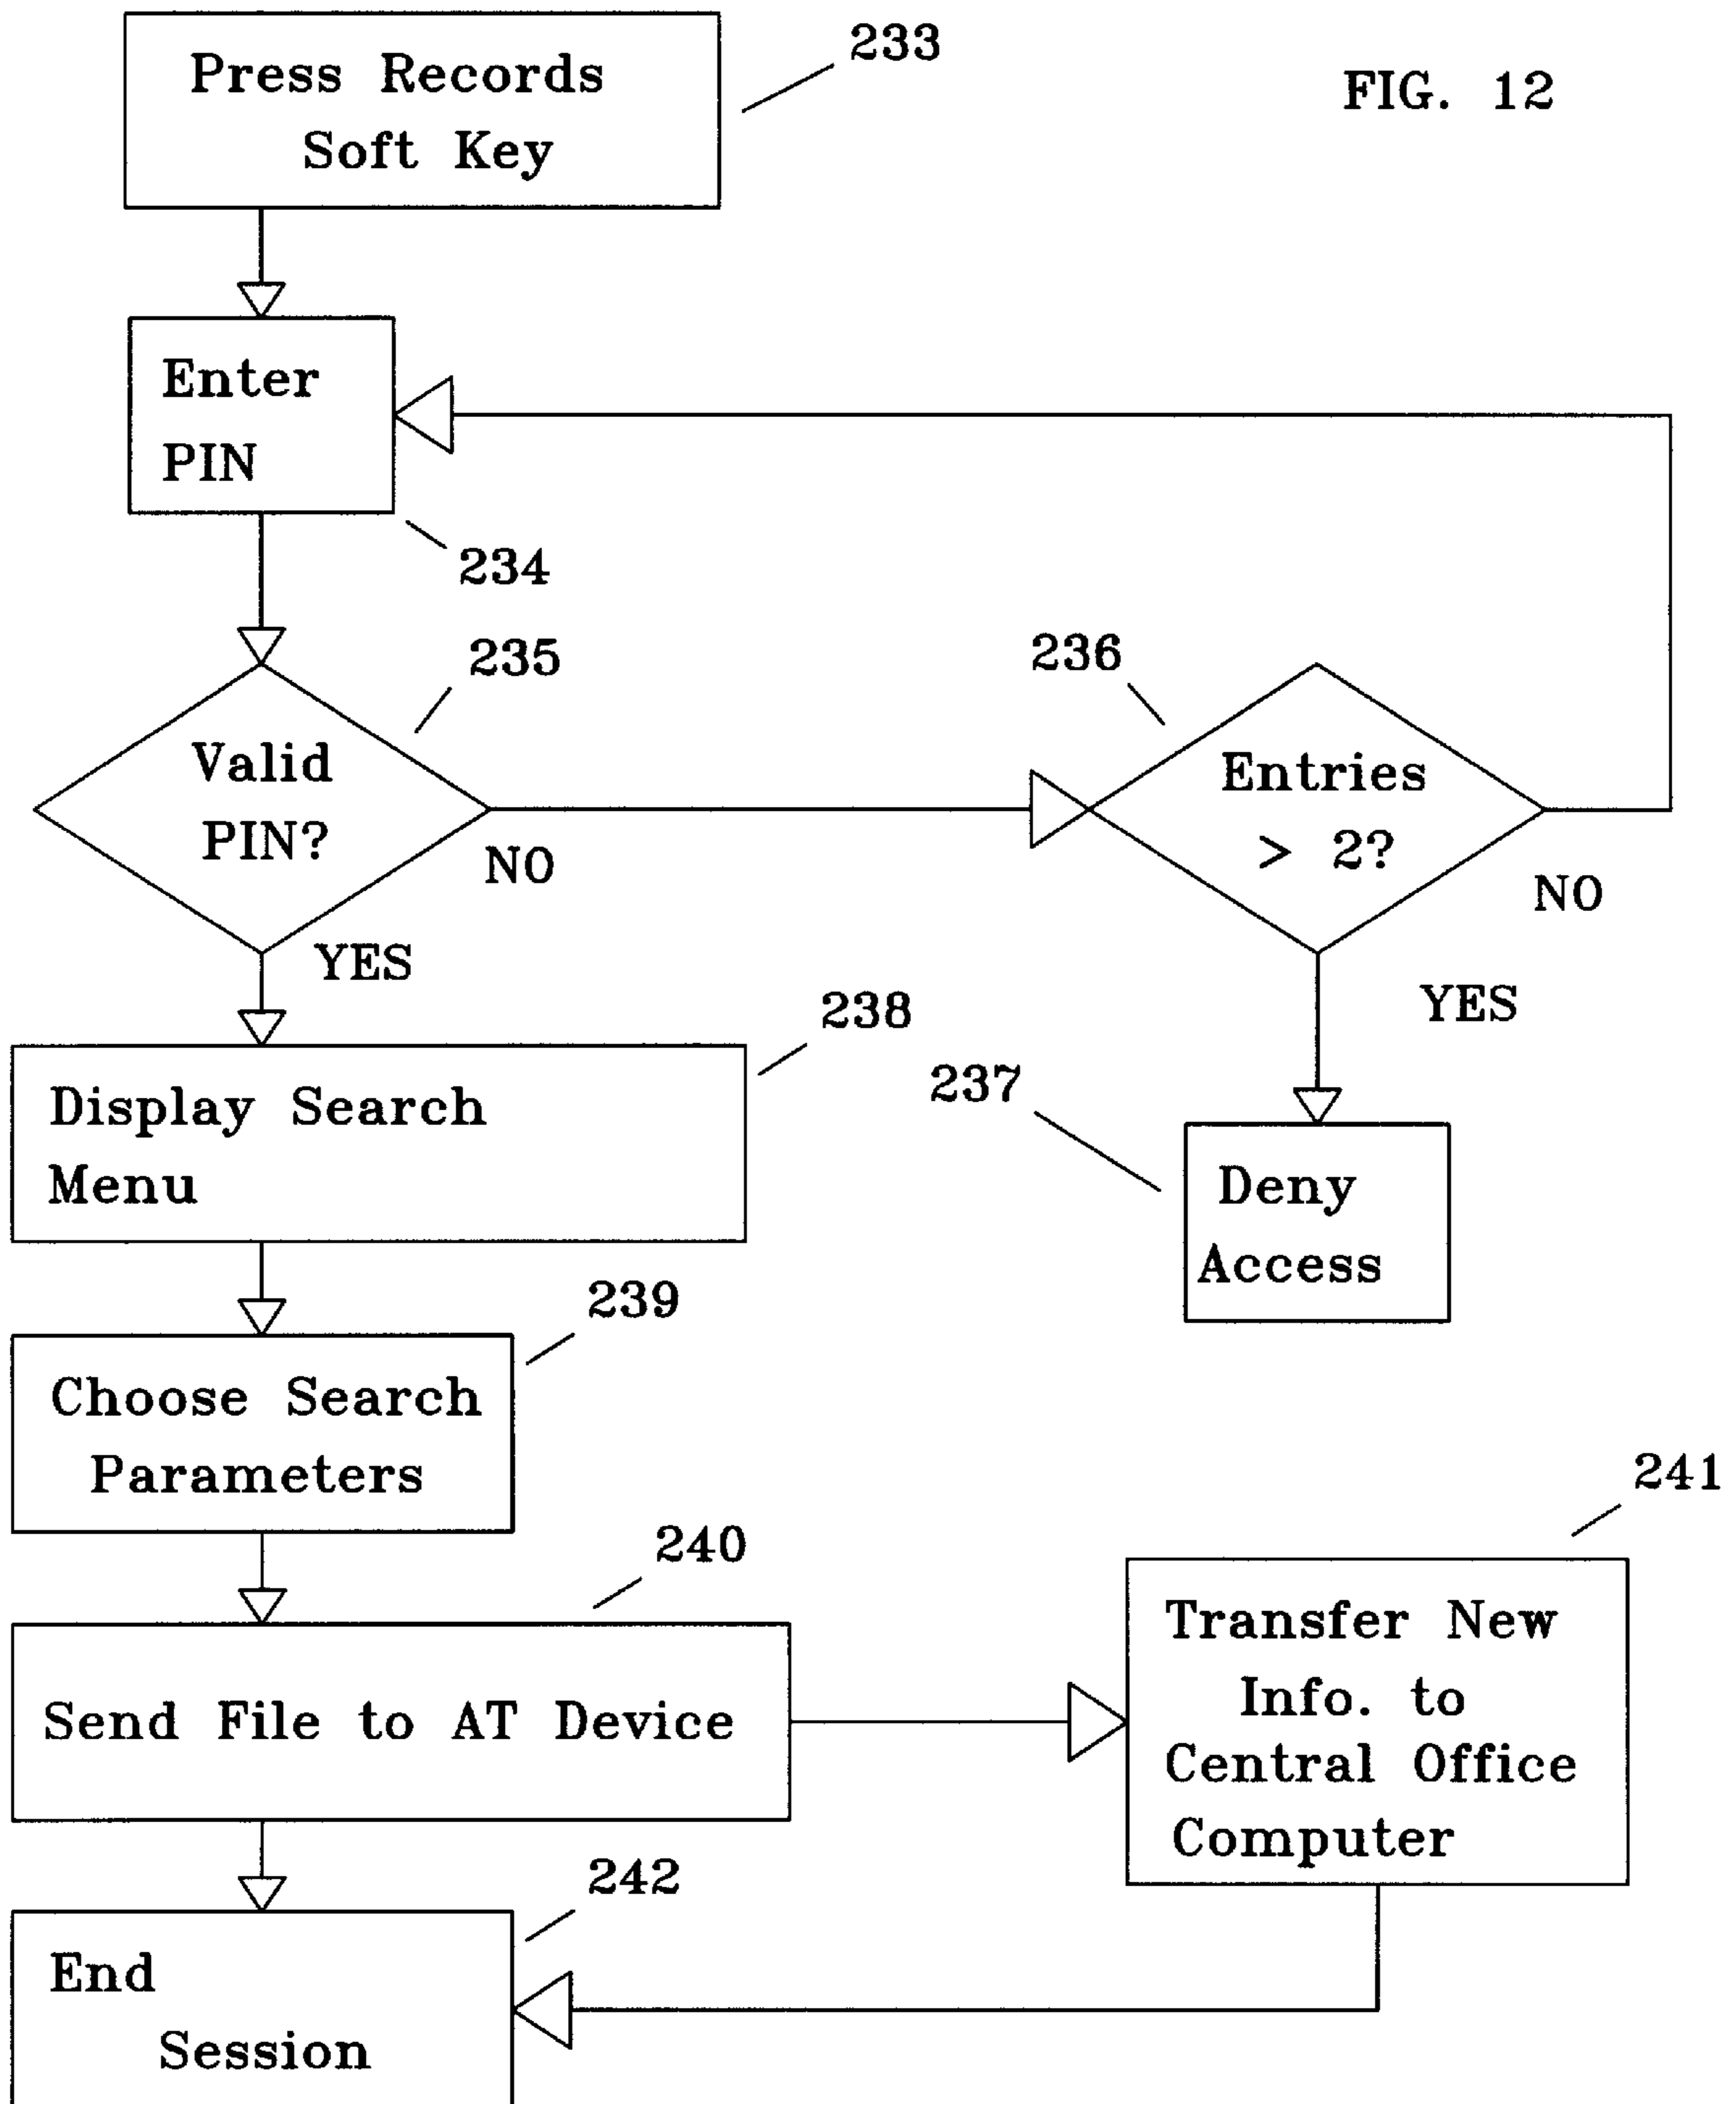 FIG. 12
Press Records
Soft Key
233
Enter
PIN
234
Valid
PIN?
235
NO
YES
236
Entries
> 2?
NO
YES
237
Deny
Access
238
Display Search
Menu
239
Choose Search
Parameters
240
Send File to AT Device
241
Transfer New
Info. to
Central Office
Computer
242
End
Session